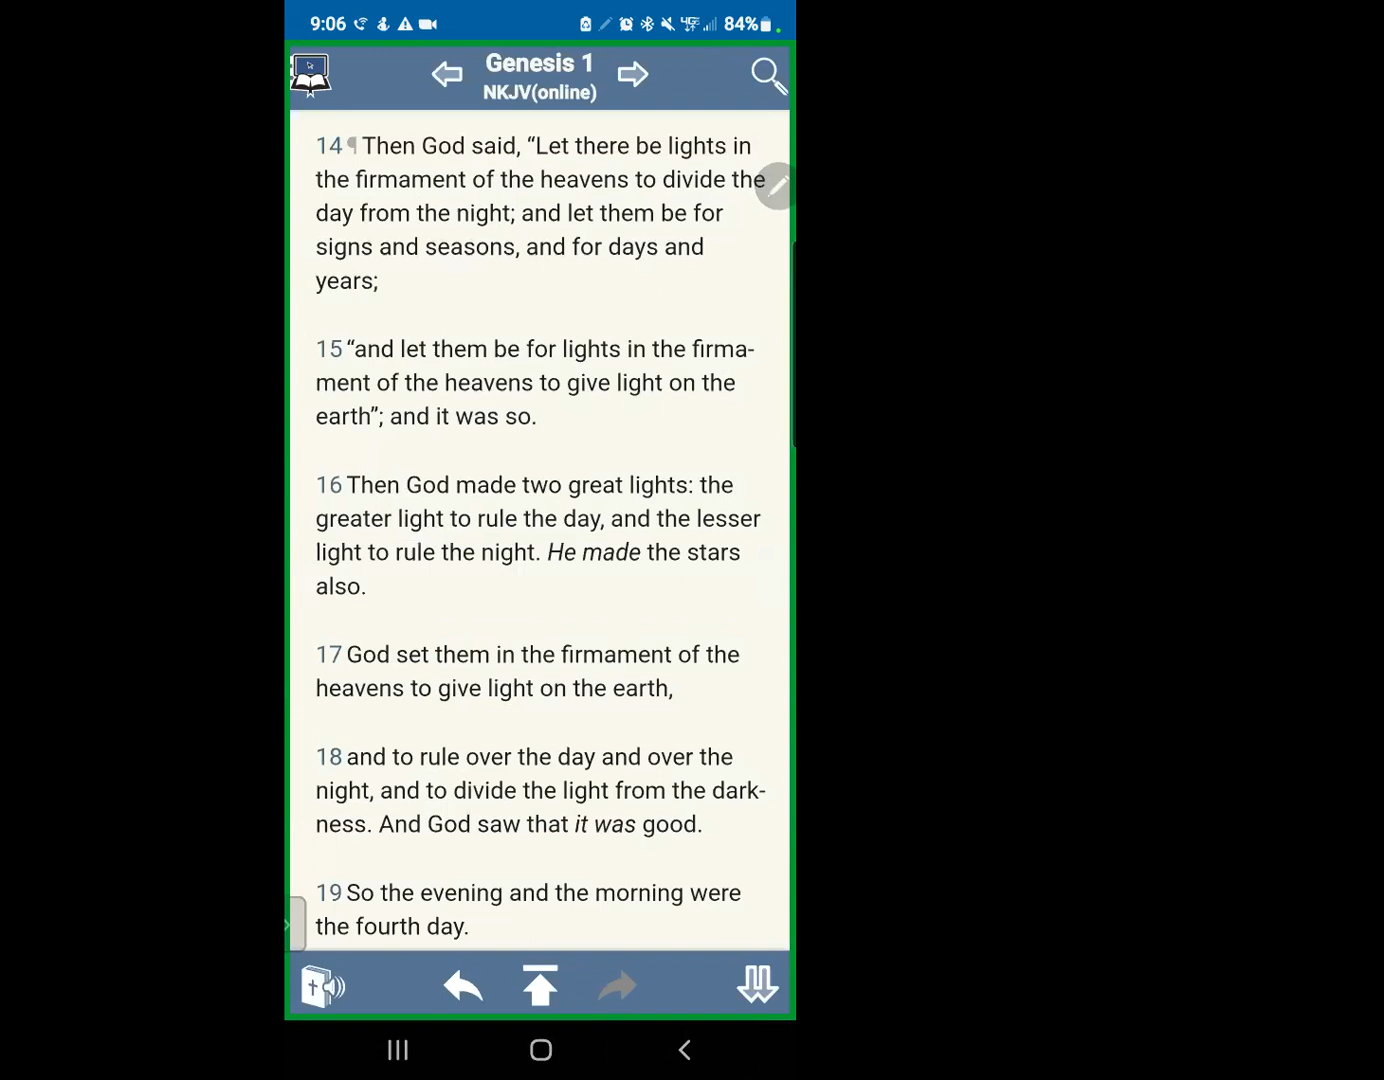 9:06
84%
Genesis 1
NKJV(online)
14¶ Then God said, “Let there be lights in
the firmament of the heavens to divide the
day from the night; and let them be for
signs and seasons, and for days and
years;
15 “and let them be for lights in the firma-
ment of the heavens to give light on the
earth”; and it was so.
16 Then God made two great lights: the
greater light to rule the day, and the lesser
light to rule the night. He made the stars
also.
17 God set them in the firmament of the
heavens to give light on the earth,
18 and to rule over the day and over the
night, and to divide the light from the dark-
ness. And God saw that it was good.
19 So the evening and the morning were
the fourth day.